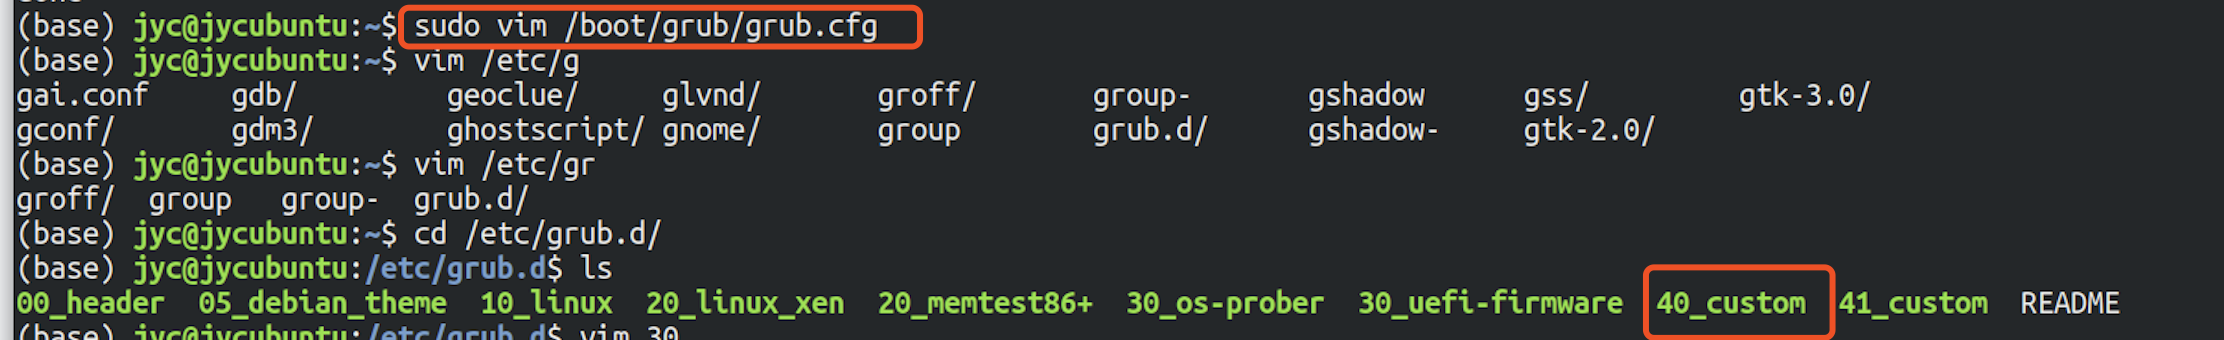 (base) jyc@jycubuntu:~$ sudo vim /boot/grub/grub.cfg
(base) jyc@jycubuntu:~$ vim /etc/g
gai.conf gdb/ geoclue/ glvnd/ groff/ group- gshadow gss/ gtk-3.0/
gconf/ gdm3/ ghostscript/ gnome/ group grub.d/ gshadow- gtk-2.0/
(base) jyc@jycubuntu:~$ vim /etc/gr
groff/ group group- grub.d/
(base) jyc@jycubuntu:~$ cd /etc/grub.d/
(base) jyc@jycubuntu:/etc/grub.d$ ls
00_header 05_debian_theme 10_linux 20_linux_xen 20_memtest86+ 30_os-prober 30_uefi-firmware 40_custom 41_custom README
(base) jyc@jycubuntu:/etc/grub.d$ vim 30